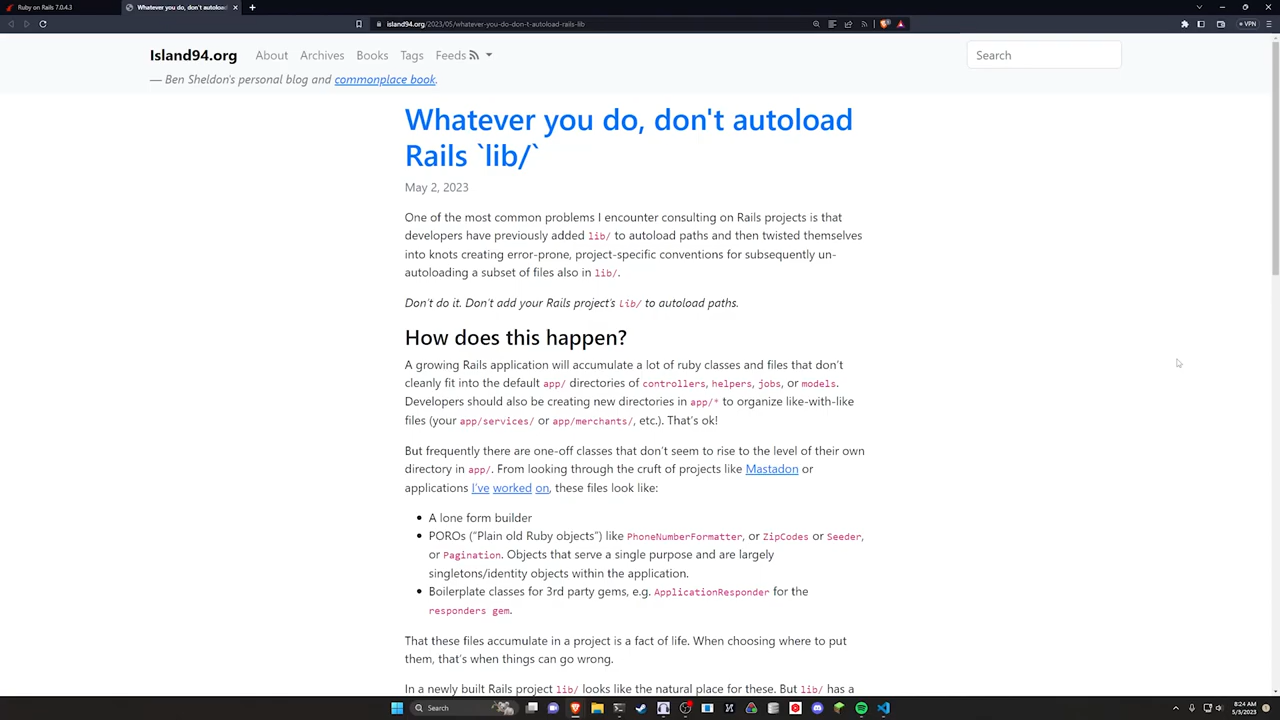 Ruby on Rails 7.0.4.3
Whatever you do, don't autoload
island94.org/2023/05/whatever-you-do-don-t-autoload-rails-lib
VPN
Island94.org
About
Archives
Books
Tags
Feeds
Search
— Ben Sheldon's personal blog and commonplace book.
Whatever you do, don't autoload
Rails `lib/`
May 2, 2023
One of the most common problems I encounter consulting on Rails projects is that
developers have previously added lib/ to autoload paths and then twisted themselves
into knots creating error-prone, project-specific conventions for subsequently un-
autoloading a subset of files also in lib/.
Don't do it. Don't add your Rails project's lib/ to autoload paths.
How does this happen?
A growing Rails application will accumulate a lot of ruby classes and files that don't
cleanly fit into the default app/ directories of controllers, helpers, jobs, or models.
Developers should also be creating new directories in app/* to organize like-with-like
files (your app/services/ or app/merchants/, etc.). That's ok!
But frequently there are one-off classes that don't seem to rise to the level of their own
directory in app/. From looking through the cruft of projects like Mastadon or
applications I've worked on, these files look like:
• A lone form builder
• POROs ("Plain old Ruby objects") like PhoneNumberFormatter, or ZipCodes or Seeder,
or Pagination. Objects that serve a single purpose and are largely
singletons/identity objects within the application.
• Boilerplate classes for 3rd party gems, e.g. ApplicationResponder for the
responders gem.
That these files accumulate in a project is a fact of life. When choosing where to put
them, that's when things can go wrong.
In a newly built Rails project lib/ looks like the natural place for these. But lib/ has a
Search
8:24 AM
5/3/2023